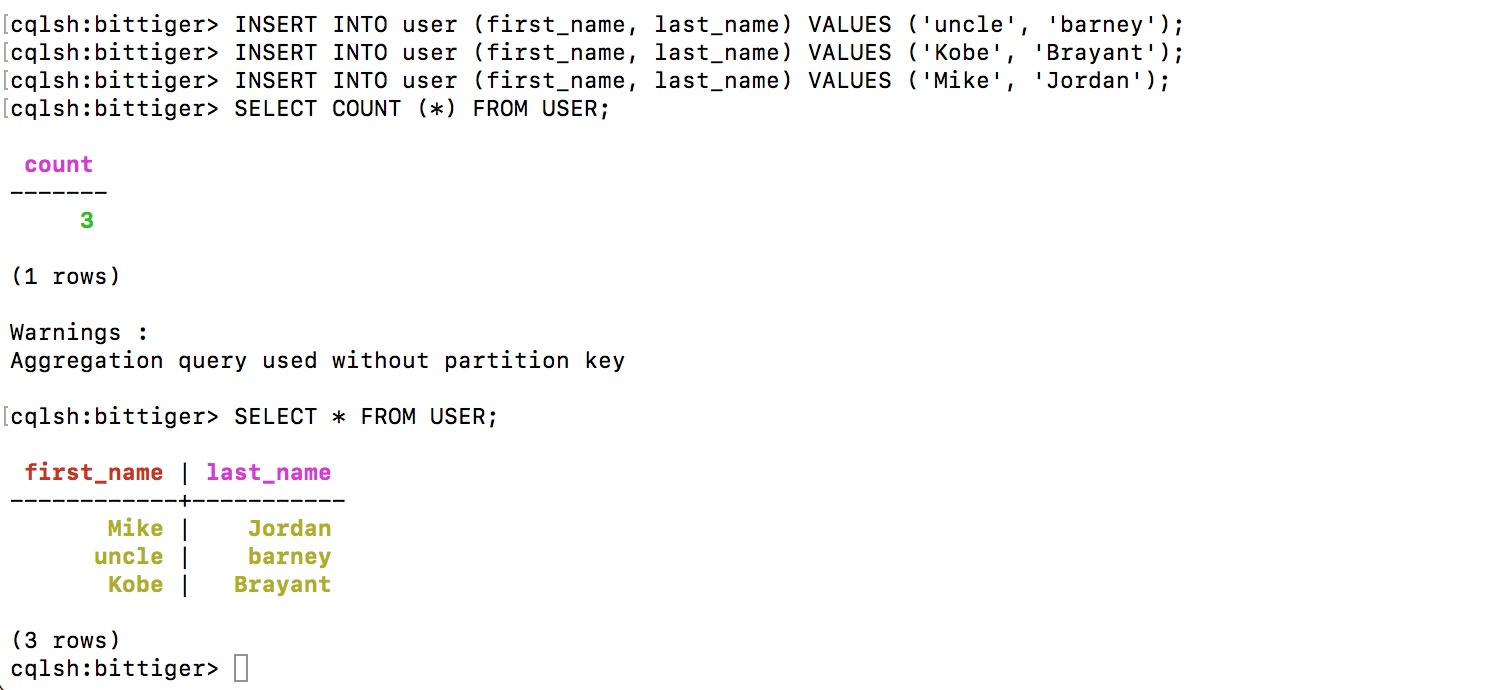 [cqlsh:bittiger> INSERT INTO user (first_name, last_name) VALUES ('uncle', 'barney');
[cqlsh:bittiger> INSERT INTO user (first_name, last_name) VALUES ('Kobe', 'Brayant');
[cqlsh:bittiger> INSERT INTO user (first_name, last_name) VALUES ('Mike', 'Jordan');
[cqlsh:bittiger> SELECT COUNT (*) FROM USER;
count
-------
3
(1 rows)
Warnings :
Aggregation query used without partition key
[cqlsh:bittiger> SELECT * FROM USER;
first_name | last_name
------------+-----------
Mike | Jordan
uncle | barney
Kobe | Brayant
(3 rows)
cqlsh:bittiger>